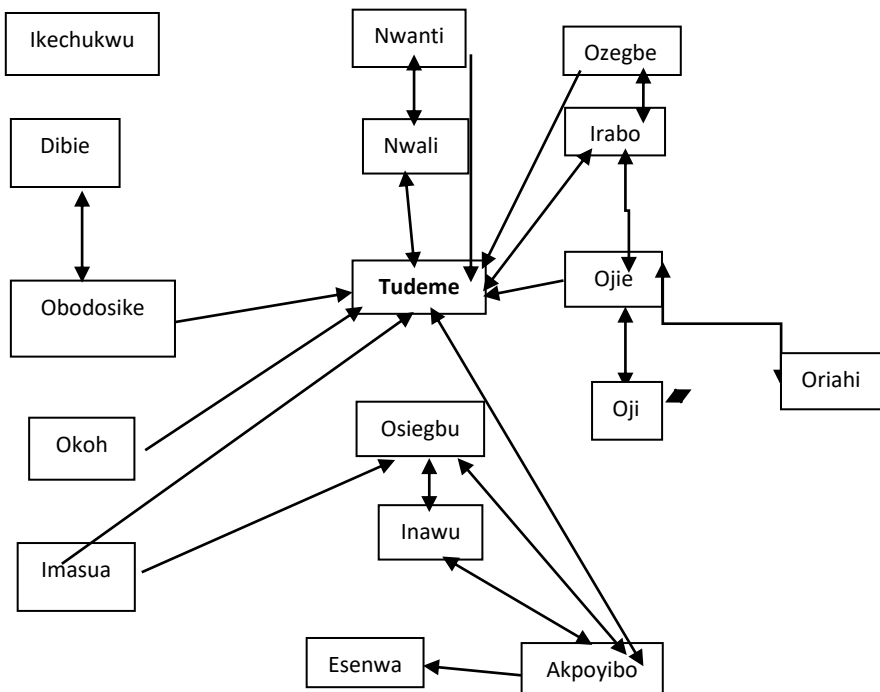 Ikechukwu
Nwanti
Ozegbe
Dibie
Nwali
Irabo
Obodosike
Tudeme
Ojie
Oriahi
Okoh
Osiegbu
Oji
Imasua
Inawu
Esenwa
Akpoyibo